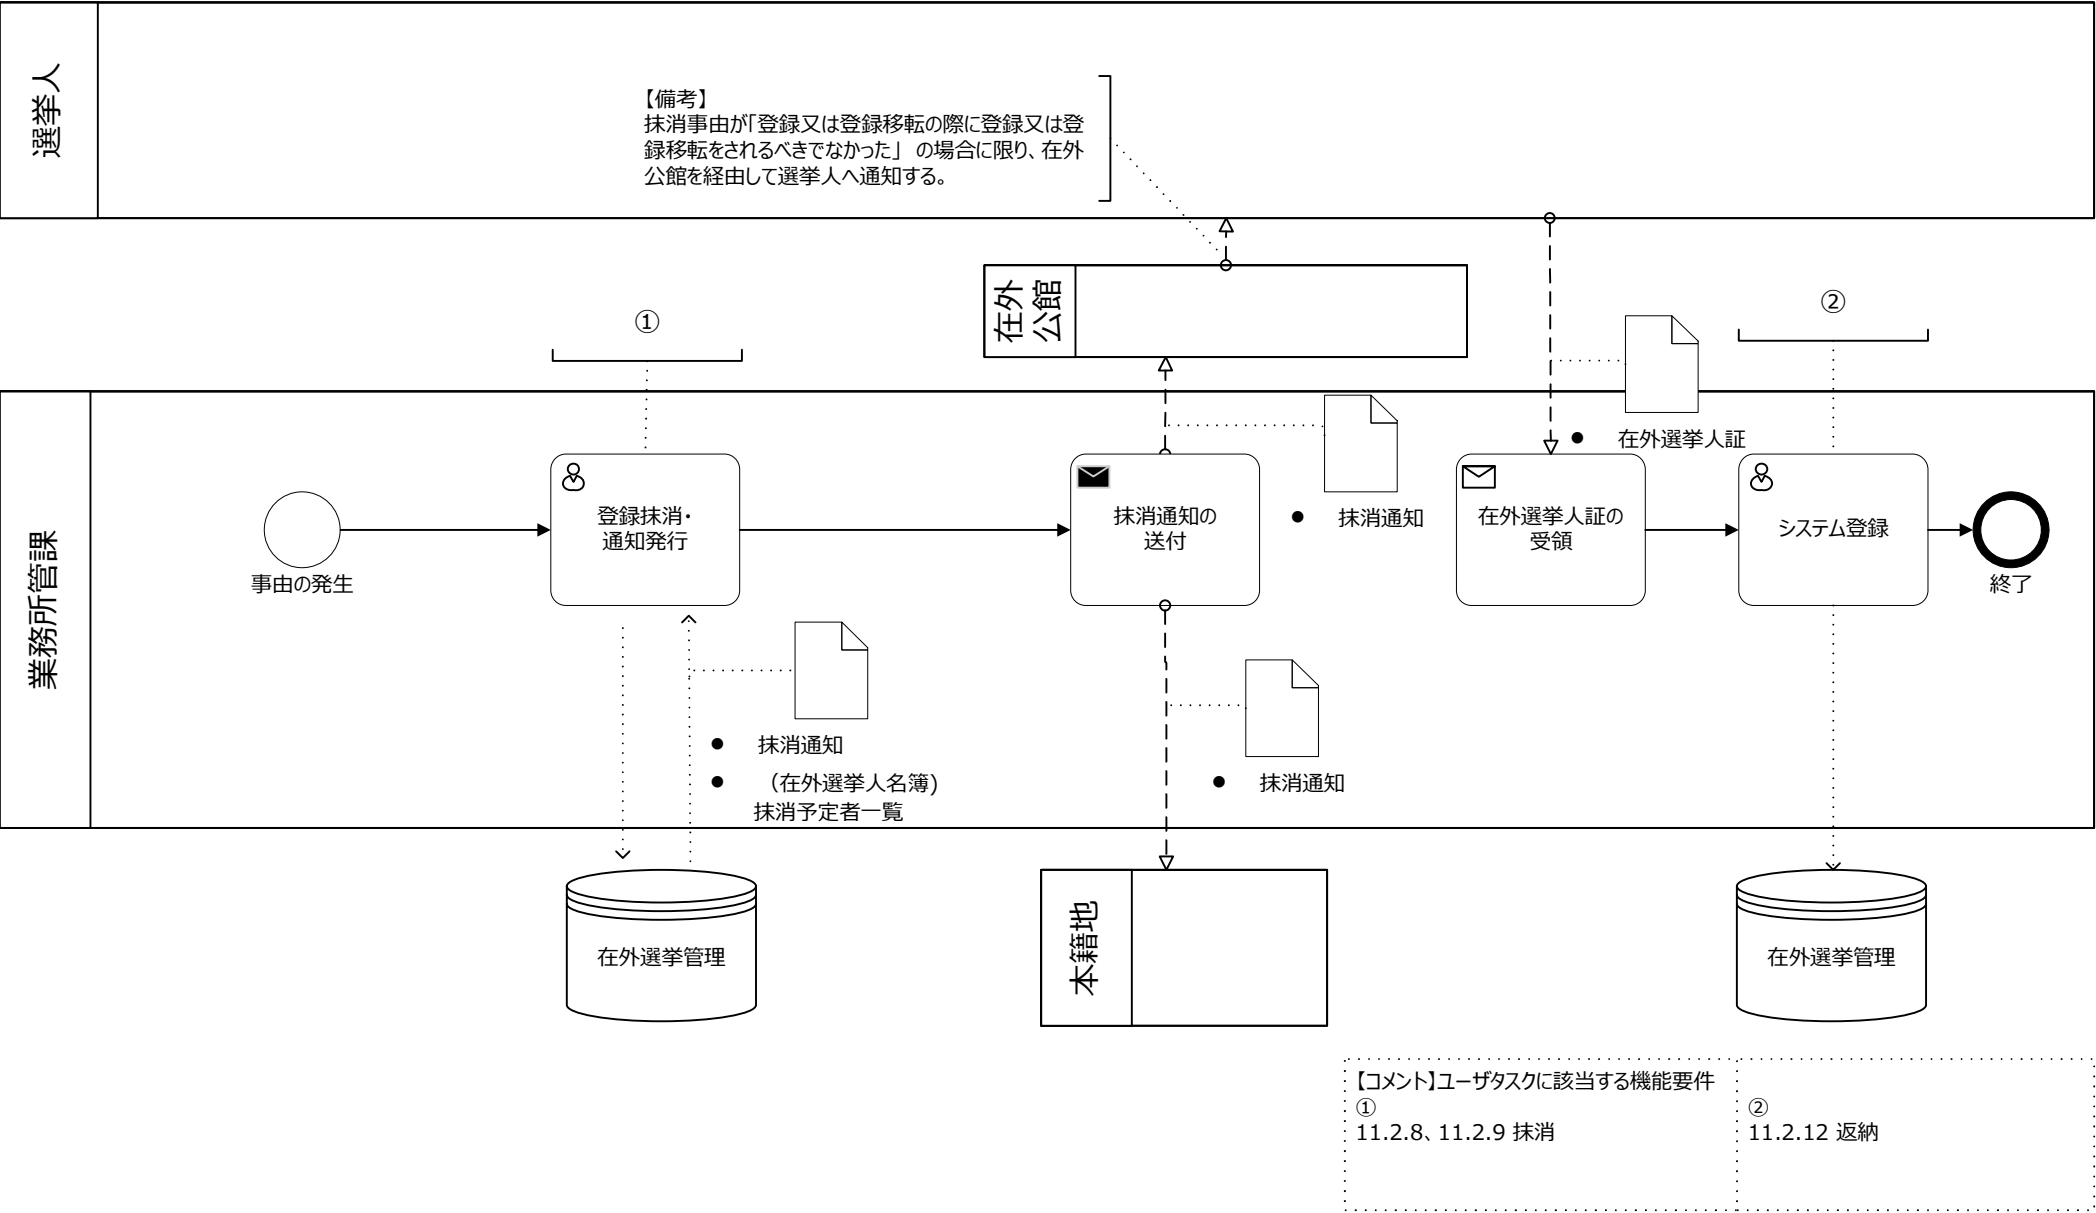 選挙人
【備考】
抹消事由が「登録又は登録移転の際に登録又は登
録移転をされるべきでなかった」 の場合に限り、在外
公館を経由して選挙人へ通知する。
在外
公館
①
②
業務所管課
事由の発生
登録抹消・
通知発行
抹消通知の
送付
● 抹消通知
● 在外選挙人証
在外選挙人証の
受領
システム登録
終了
● 抹消通知
● （在外選挙人名簿)
抹消予定者一覧
● 抹消通知
在外選挙管理
本籍地
在外選挙管理
【コメント】ユーザタスクに該当する機能要件
①
11.2.8、11.2.9 抹消
②
11.2.12 返納